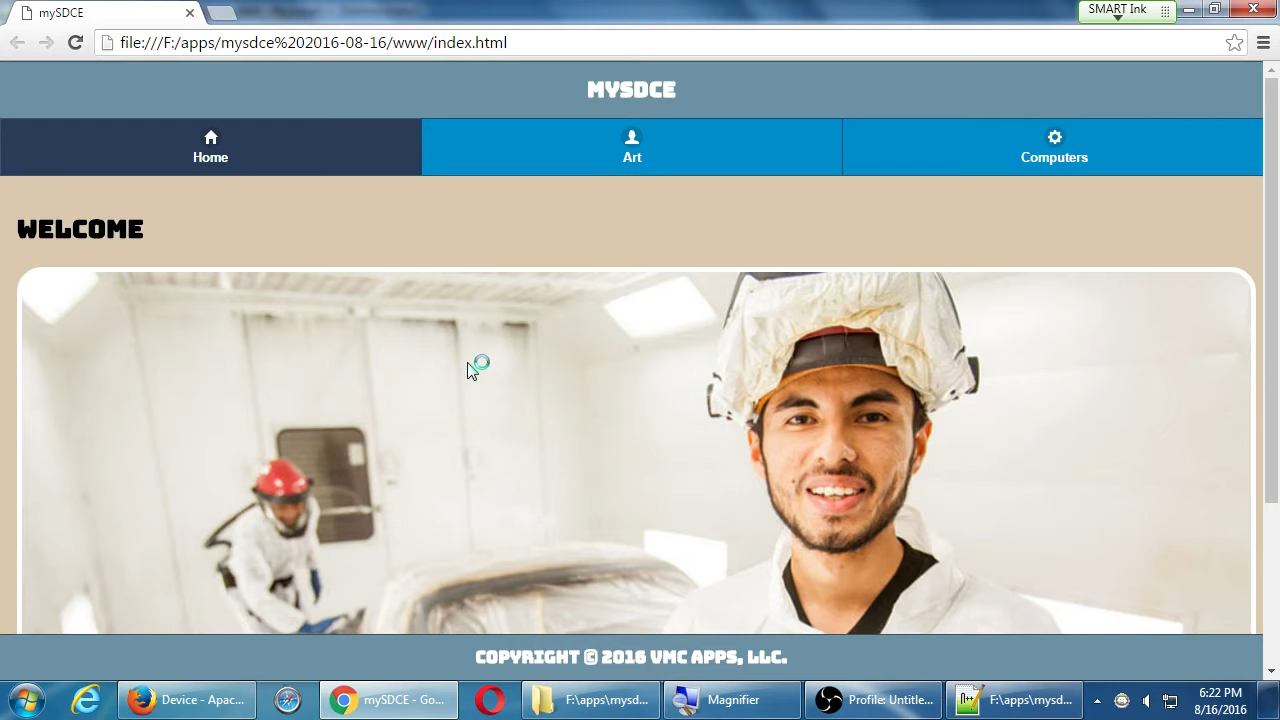 mySDCE
SMART Ink
file:///F:/apps/mysdce%202016-08-16/www/index.html
MYSDCE
Home
Art
Computers
WELCOME
COPYRIGHT © 2016 VMC APPS, LLC.
Device - Apac...
mySDCE - Go...
F:\apps\mysd...
Magnifier
Profile: Untitle...
F:\apps\mysd...
6:22 PM
8/16/2016